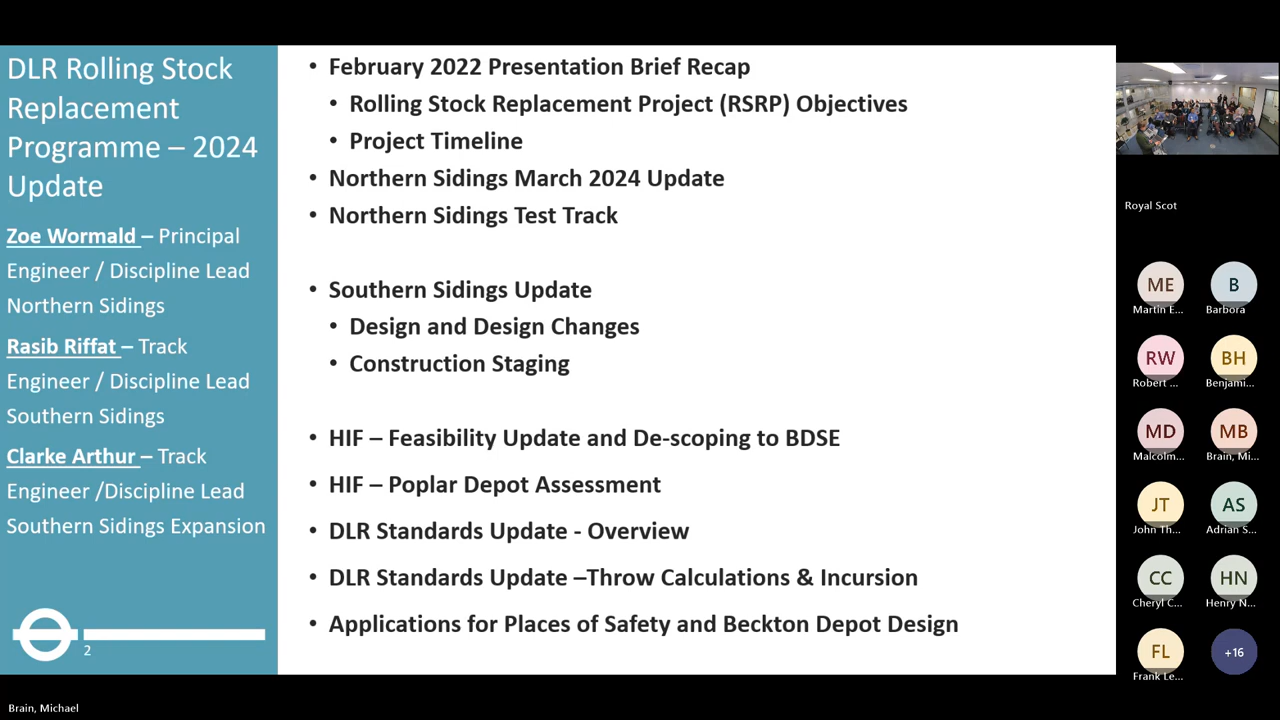 DLR Rolling Stock
Replacement
Programme – 2024
Update
Zoe Wormald – Principal
Engineer / Discipline Lead
Northern Sidings
Rasib Riffat – Track
Engineer / Discipline Lead
Southern Sidings
Clarke Arthur – Track
Engineer /Discipline Lead
Southern Sidings Expansion
2
• February 2022 Presentation Brief Recap
• Rolling Stock Replacement Project (RSRP) Objectives
• Project Timeline
• Northern Sidings March 2024 Update
• Northern Sidings Test Track
• Southern Sidings Update
• Design and Design Changes
• Construction Staging
• HIF – Feasibility Update and De-scoping to BDSE
• HIF – Poplar Depot Assessment
• DLR Standards Update - Overview
• DLR Standards Update –Throw Calculations & Incursion
• Applications for Places of Safety and Beckton Depot Design
Royal Scot
ME B
Martin E... Barbora
RW BH
Robert ... Benjami...
MD MB
Malcolm... Brain, Mi...
JT AS
John Th... Adrian S...
CC HN
Cheryl C... Henry N...
FL +16
Frank Le...
Brain, Michael